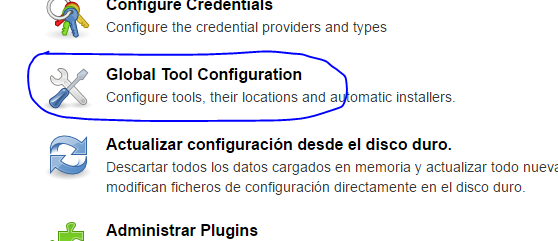 Configure Credentials
Configure the credential providers and types
Global Tool Configuration
Configure tools, their locations and automatic installers.
Actualizar configuración desde el disco duro.
Descartar todos los datos cargados en memoria y actualizar todo nueva
modifican ficheros de configuración directamente en el disco duro.
Administrar Plugins